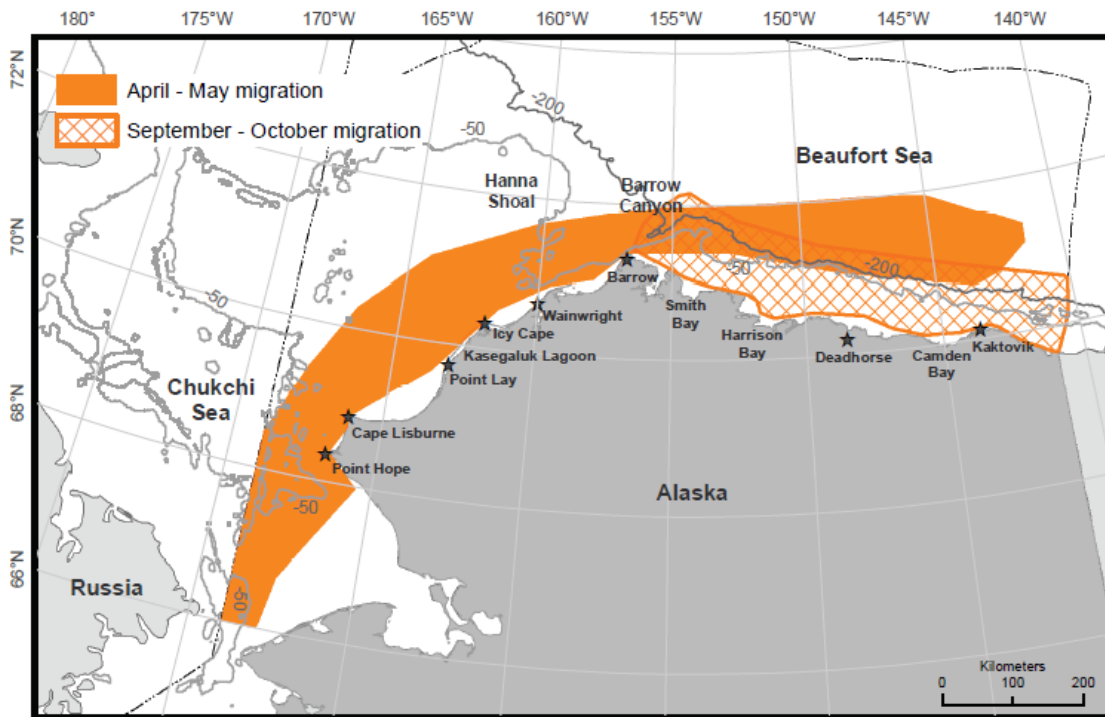 180°
175°W
170°W
165°W
160°W
155°W
150°W
145°W
140°W
72°N
70°N
68°N
66°N
April - May migration
September - October migration
-200
-50
Hanna
Shoal
Beaufort Sea
Barrow
Canyon
-50
-200
-50
Barrow
Wainwright
Smith
Bay
Icy Cape
Harrison
Bay
Kaktovik
Deadhorse
Camden
Bay
Kasegaluk Lagoon
Point Lay
Chukchi
Sea
Cape Lisburne
Point Hope
-50
Alaska
Russia
-50
Kilometers
0 100 200